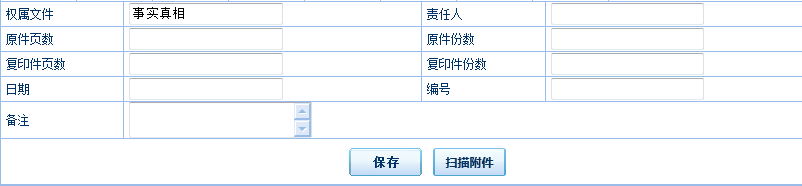 权属文件 事实真相 责任人
原件页数 原件份数
复印件页数 复印件份数
日期 编号
备注
保存 扫描附件